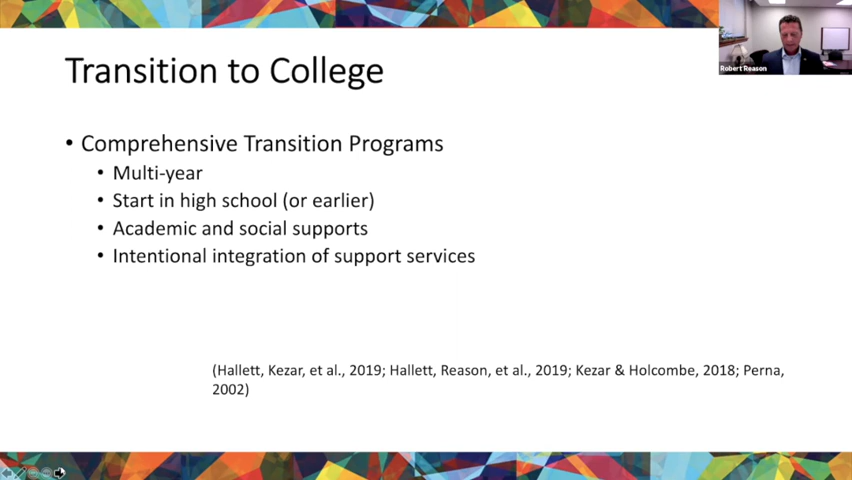 Robert Reason
Transition to College
• Comprehensive Transition Programs
• Multi-year
• Start in high school (or earlier)
• Academic and social supports
• Intentional integration of support services
(Hallett, Kezar, et al., 2019; Hallett, Reason, et al., 2019; Kezar & Holcombe, 2018; Perna,
2002)